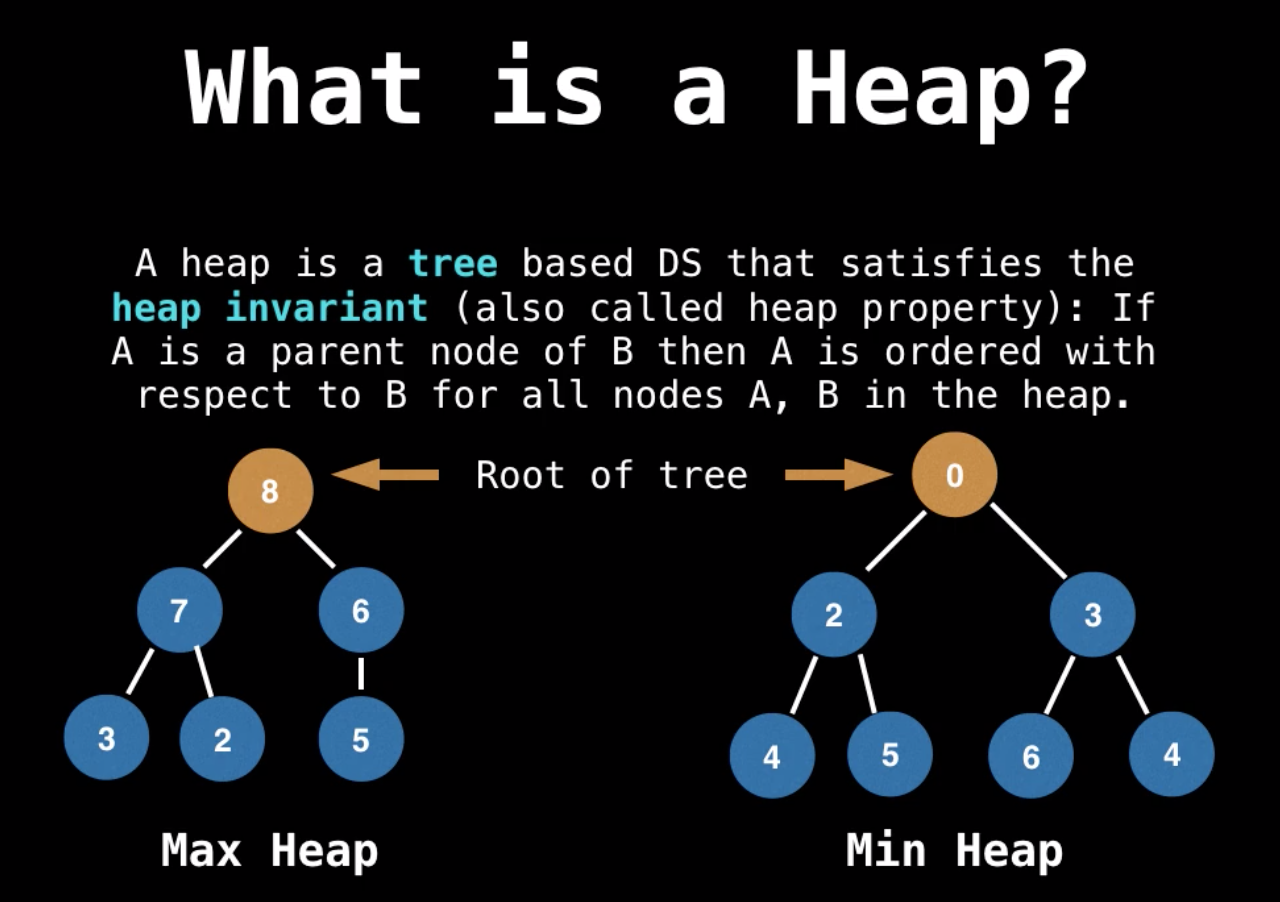 What is a Heap?
A heap is a tree based DS that satisfies the
heap invariant (also called heap property): If
A is a parent node of B then A is ordered with
respect to B for all nodes A, B in the heap.
8
Root of tree
0
7
6
2
3
3
2
5
4
5
6
4
Max Heap
Min Heap